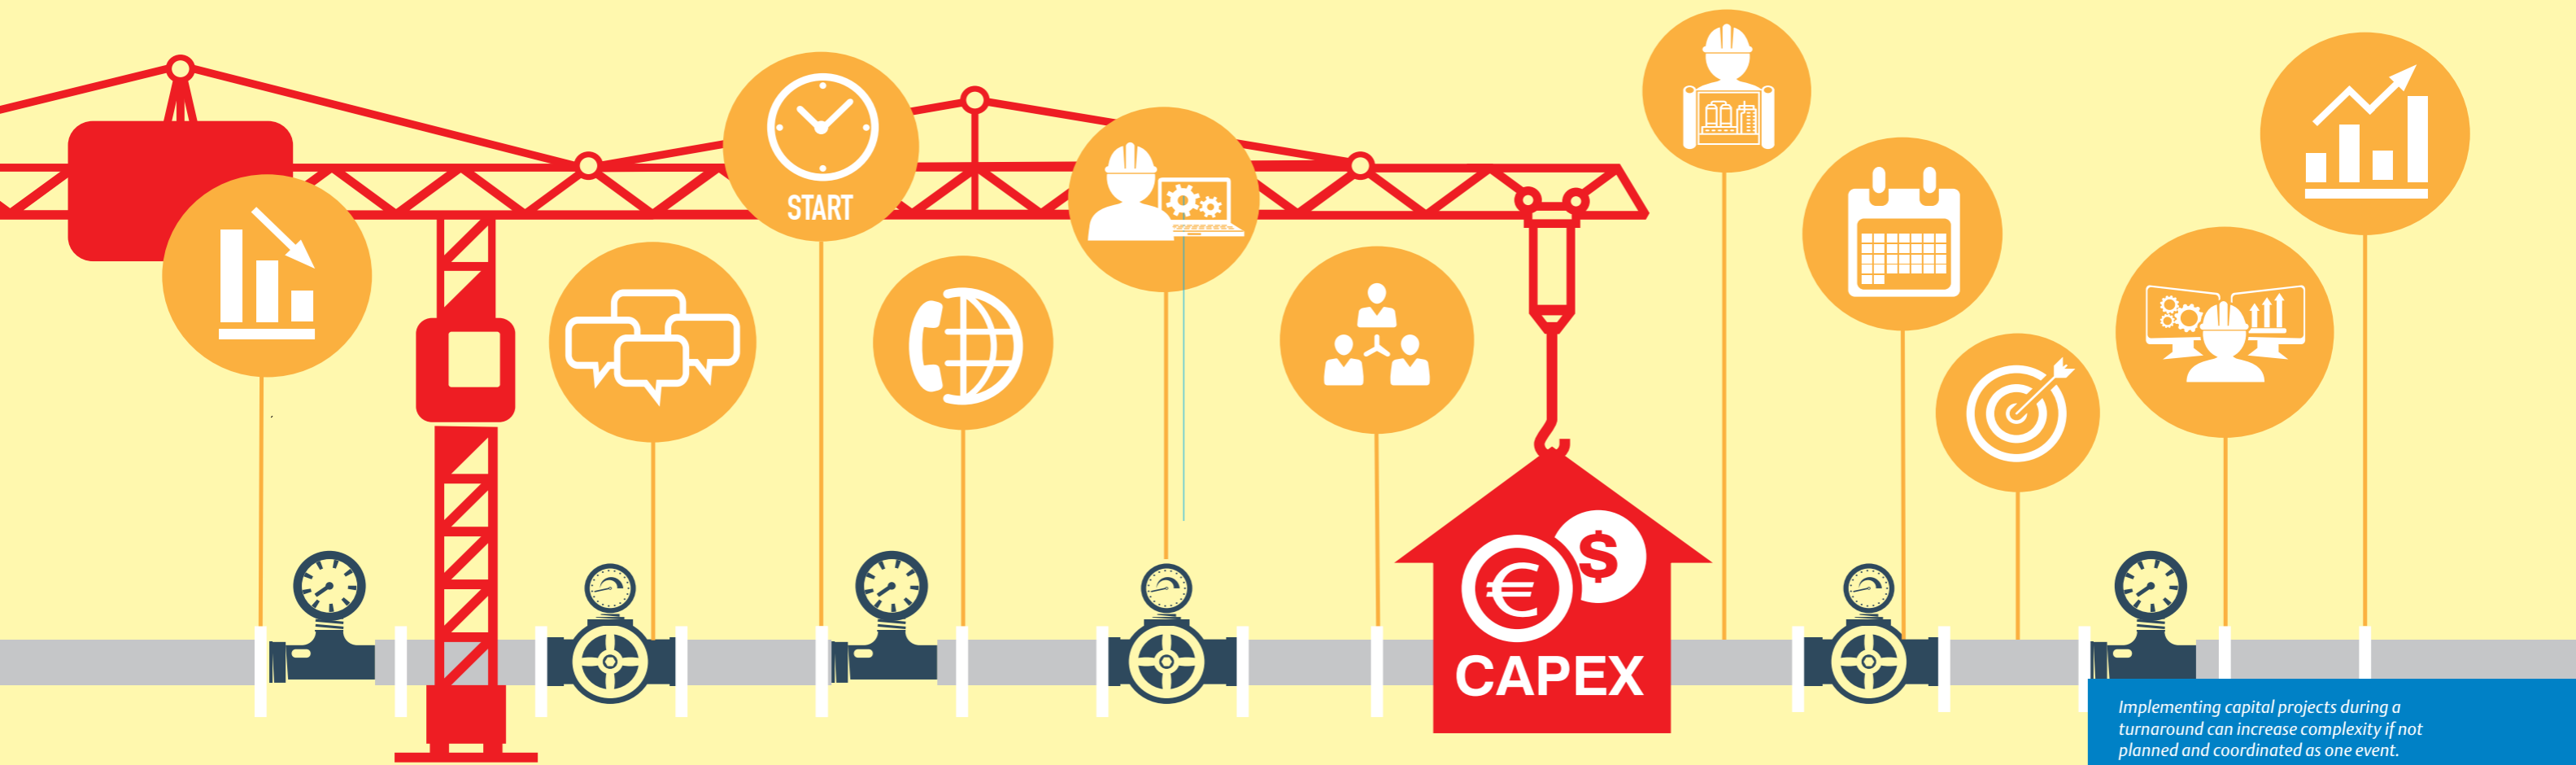 START
€ $
CAPEX
Implementing capital projects during a
turnaround can increase complexity if not
planned and coordinated as one event.